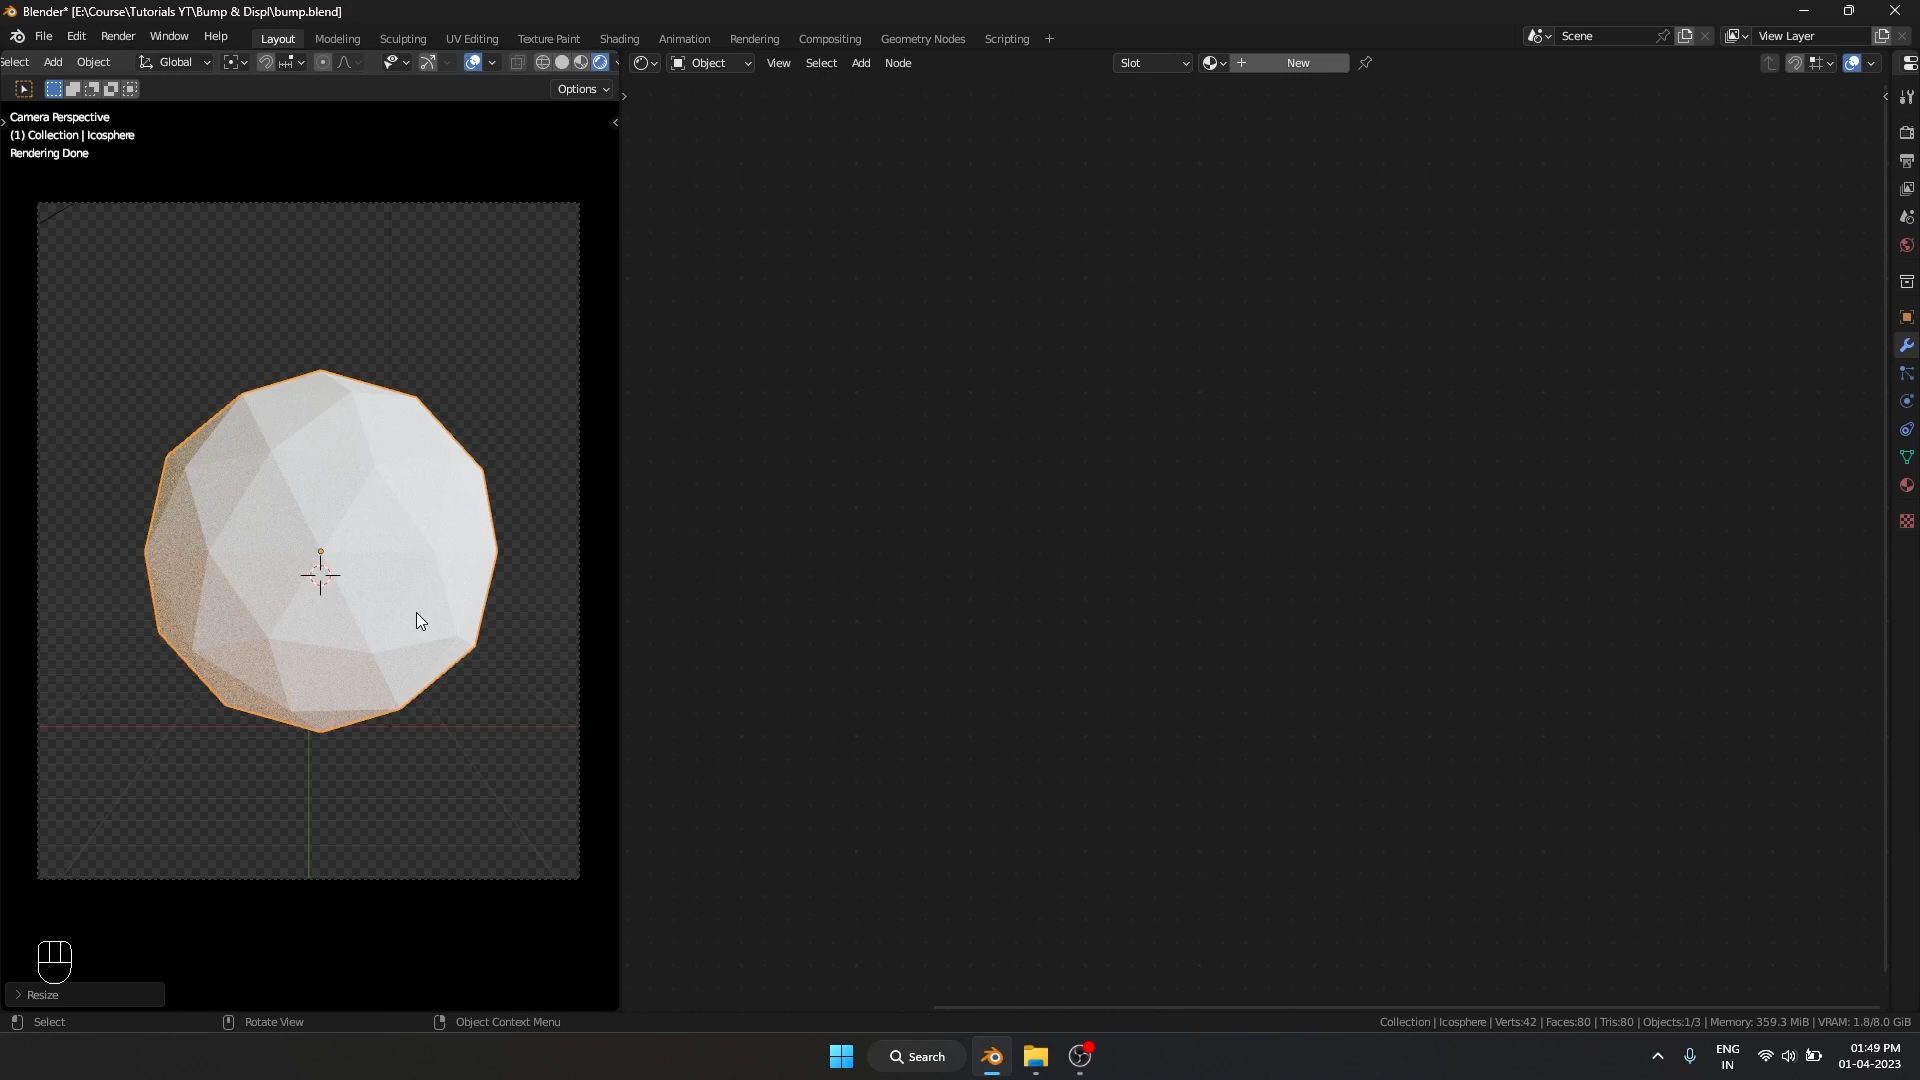 Blender* [E:\Course\Tutorials YT\Bump & Displ\bump.blend]
File Edit Render Window Help Layout Modeling Sculpting UV Editing Texture Paint Shading Animation Rendering Compositing Geometry Nodes Scripting + Scene View Layer
Select Add Object Global Object View Select Add Node Slot New
Options
Camera Perspective
(1) Collection | Icosphere
Rendering Done
Resize
Select Rotate View Object Context Menu Collection | Icosphere | Verts:42 | Faces:80 | Tris:80 | Objects:1/3 | Memory: 359.3 MiB | VRAM: 1.8/8.0 GiB
Search
ENG
IN
01:49 PM
01-04-2023